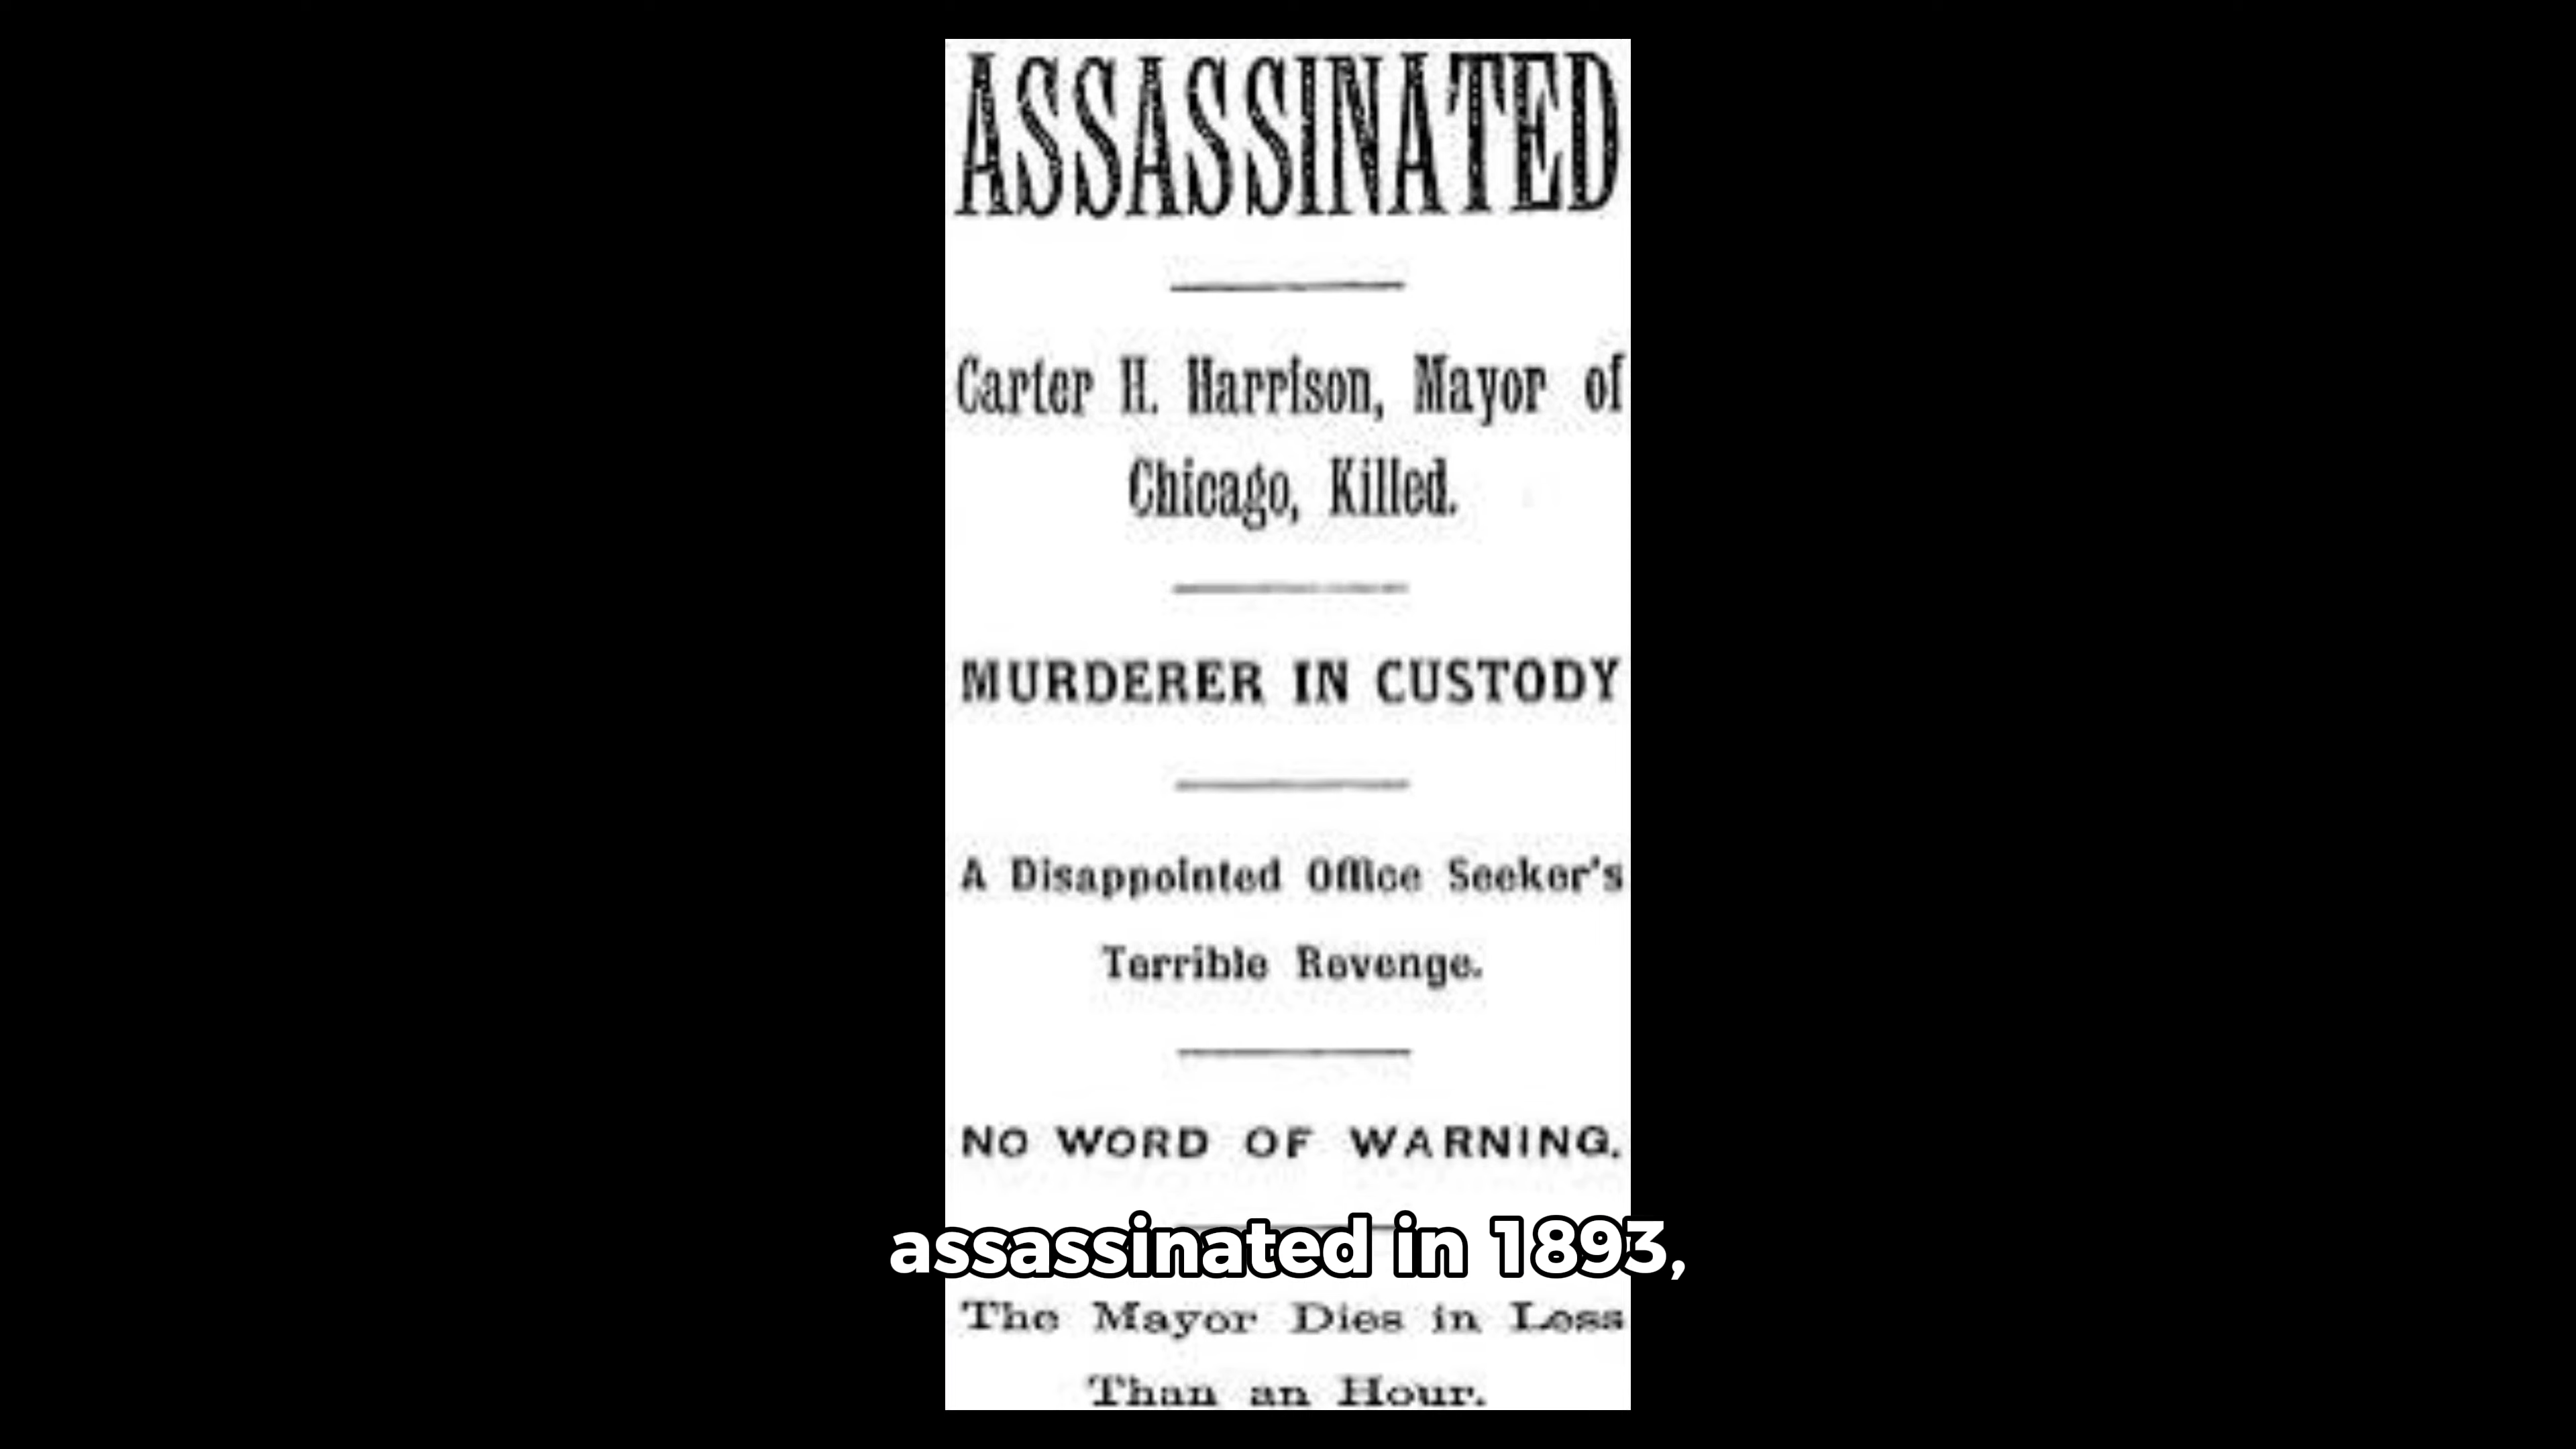 ASSASSINATED
Carter H. Harrison, Mayor of
Chicago, Killed.
MURDERER IN CUSTODY
A Disappointed Office Seeker's
Terrible Revenge.
NO WORD OF WARNING.
assassinated in 1893,
The Mayor Dies in Less
Than an Hour.